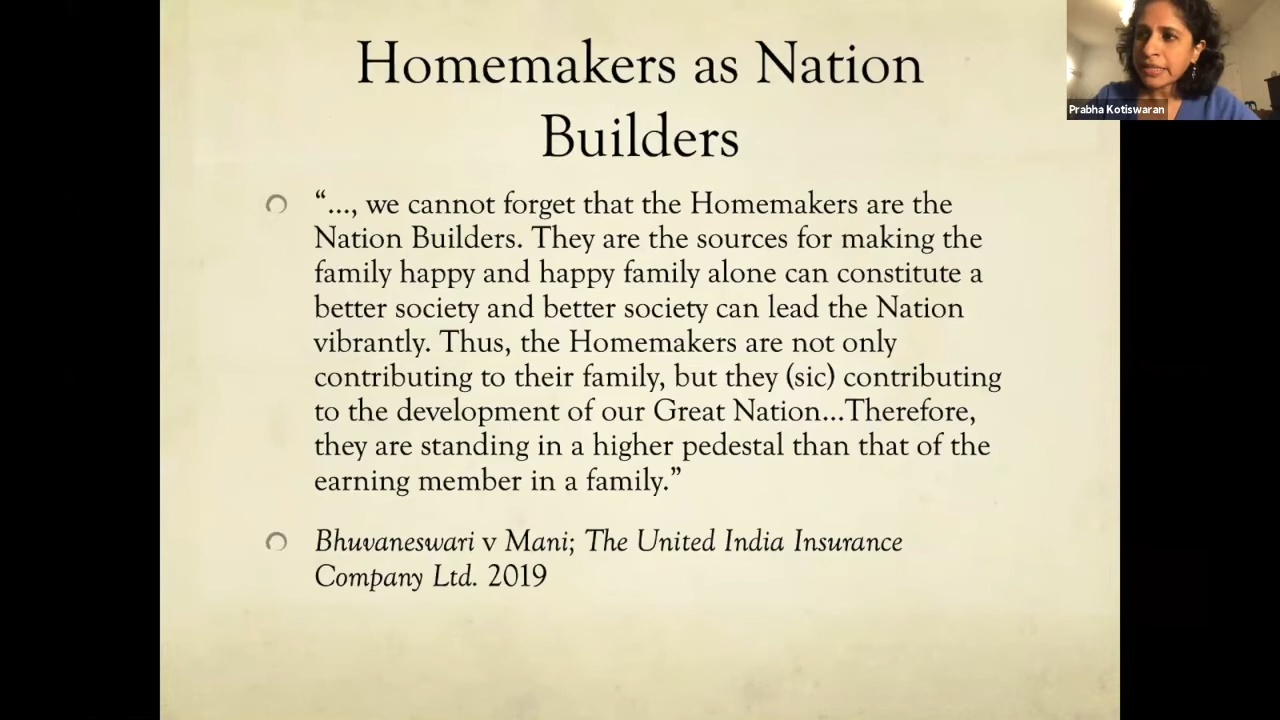 Homemakers as Nation
Builders
“…, we cannot forget that the Homemakers are the
Nation Builders. They are the sources for making the
family happy and happy family alone can constitute a
better society and better society can lead the Nation
vibrantly. Thus, the Homemakers are not only
contributing to their family, but they (sic) contributing
to the development of our Great Nation…Therefore,
they are standing in a higher pedestal than that of the
earning member in a family.”
Bhuvaneswari v Mani; The United India Insurance
Company Ltd. 2019
Prabha Kotiswaran